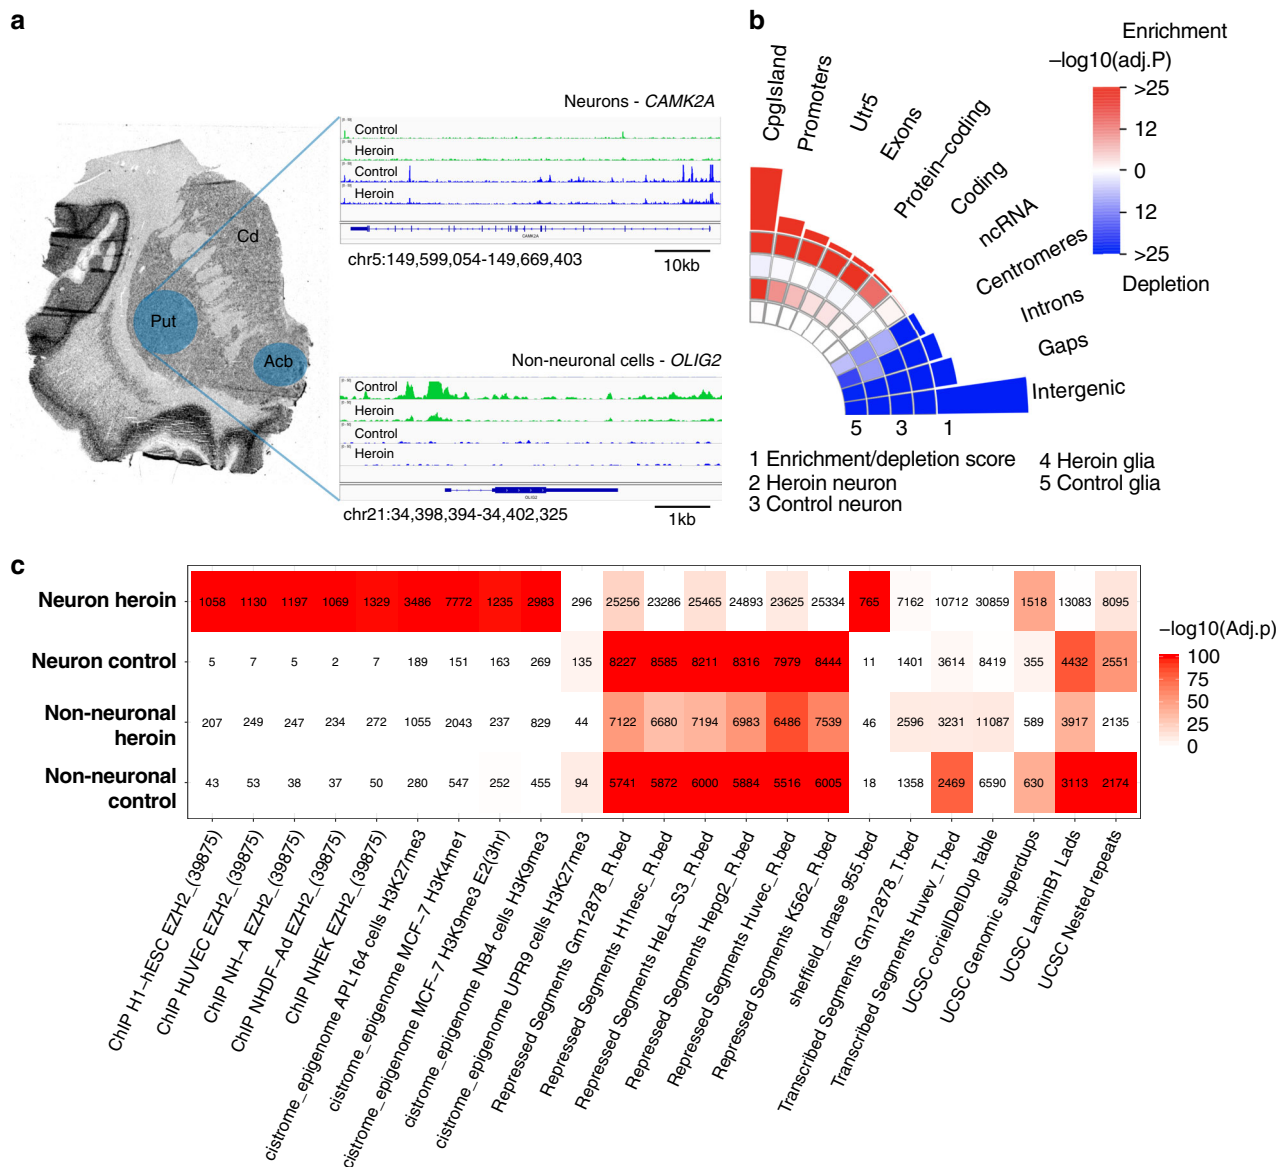 a
Neurons - CAMK2A
Control
Heroin
Control
Heroin
CAMK2A
chr5:149,599,054-149,669,403
10kb
Cd
Put
Acb
Non-neuronal cells - OLIG2
Control
Heroin
Control
Heroin
OLIG2
chr21:34,398,394-34,402,325
1kb
b
CpgIsland
Promoters
Utr5
Exons
Protein-coding
Coding
ncRNA
Centromeres
Introns
Gaps
Intergenic
Enrichment
−log10(adj.P)
>25
12
0
12
>25
Depletion
5 3 1
1 Enrichment/depletion score
2 Heroin neuron
3 Control neuron
4 Heroin glia
5 Control glia
c
Neuron heroin 1058 1130 1197 1069 1329 3486 7772 1235 2983 296 25256 23286 25465 24893 23625 25334 765 7162 10712 30859 1518 13083 8095
Neuron control 5 7 5 2 7 189 151 163 269 135 8227 8585 8211 8316 7979 8444 11 1401 3614 8419 355 4432 2551
Non-neuronal
heroin 207 249 247 234 272 1055 2043 237 829 44 7122 6680 7194 6983 6486 7539 46 2596 3231 11087 589 3917 2135
Non-neuronal
control 43 53 38 37 50 280 547 252 455 94 5741 5872 6000 5884 5516 6005 18 1358 2469 6590 630 3113 2174
−log10(Adj.p)
100
75
50
25
0
ChIP H1-hESC EZH2_(39875)
ChIP HUVEC EZH2_(39875)
ChIP NH-A EZH2_(39875)
ChIP NHDF-Ad EZH2_(39875)
ChIP NHEK EZH2_(39875)
cistrome_epigenome APL164 cells H3K27me3
cistrome_epigenome MCF-7 H3K4me1
cistrome_epigenome MCF-7 H3K9me3 E2(3hr)
cistrome_epigenome NB4 cells H3K9me3
cistrome_epigenome UPR9 cells H3K27me3
Repressed Segments Gm12878_R.bed
Repressed Segments H1hesc_R.bed
Repressed Segments HeLa-S3_R.bed
Repressed Segments Hepg2_R.bed
Repressed Segments Huvec_R.bed
Repressed Segments K562_R.bed
sheffield_dnase 955.bed
Transcribed Segments Gm12878_T.bed
Transcribed Segments Huvev_T.bed
UCSC coriellDelDup table
UCSC Genomic superdups
UCSC LaminB1 Lads
UCSC Nested repeats